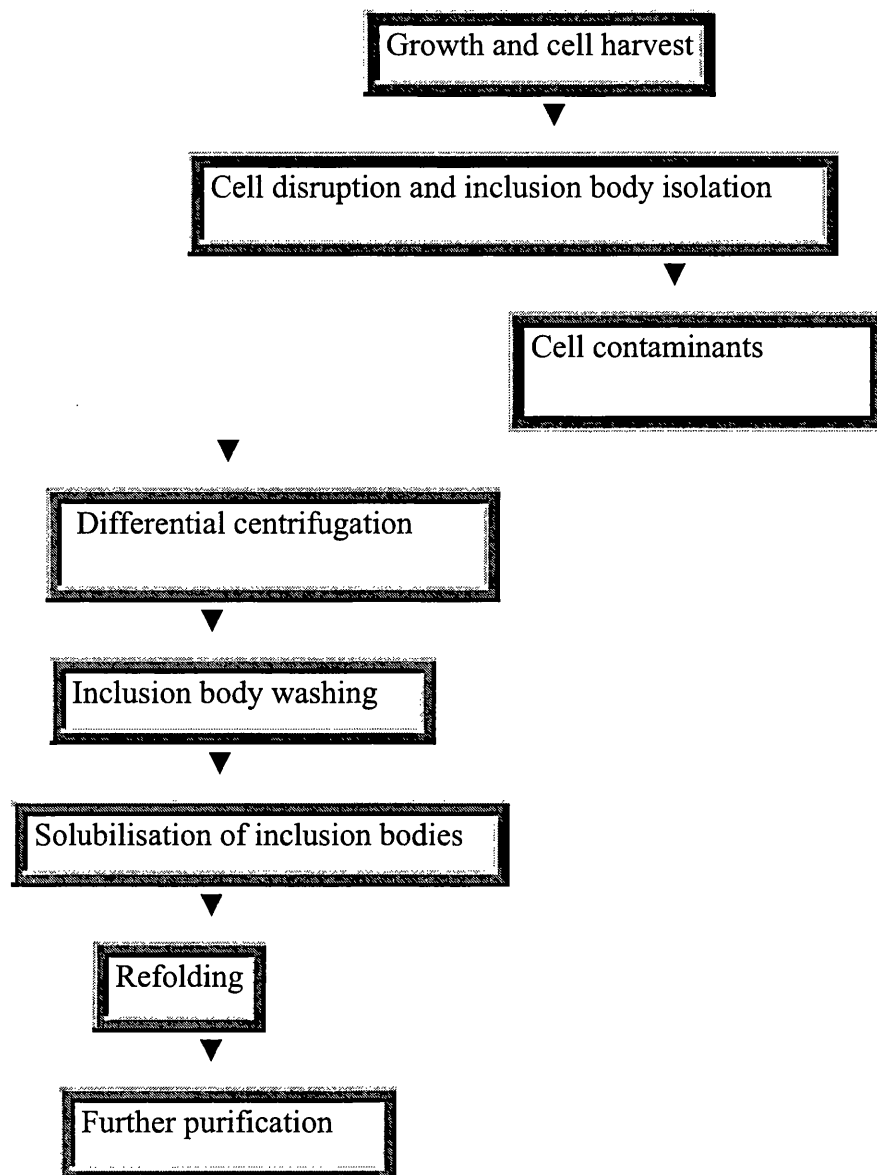 Growth and cell harvest
Cell disruption and inclusion body isolation
Cell contaminants
Differential centrifugation
Inclusion body washing
Solubilisation of inclusion bodies
Refolding
Further purification